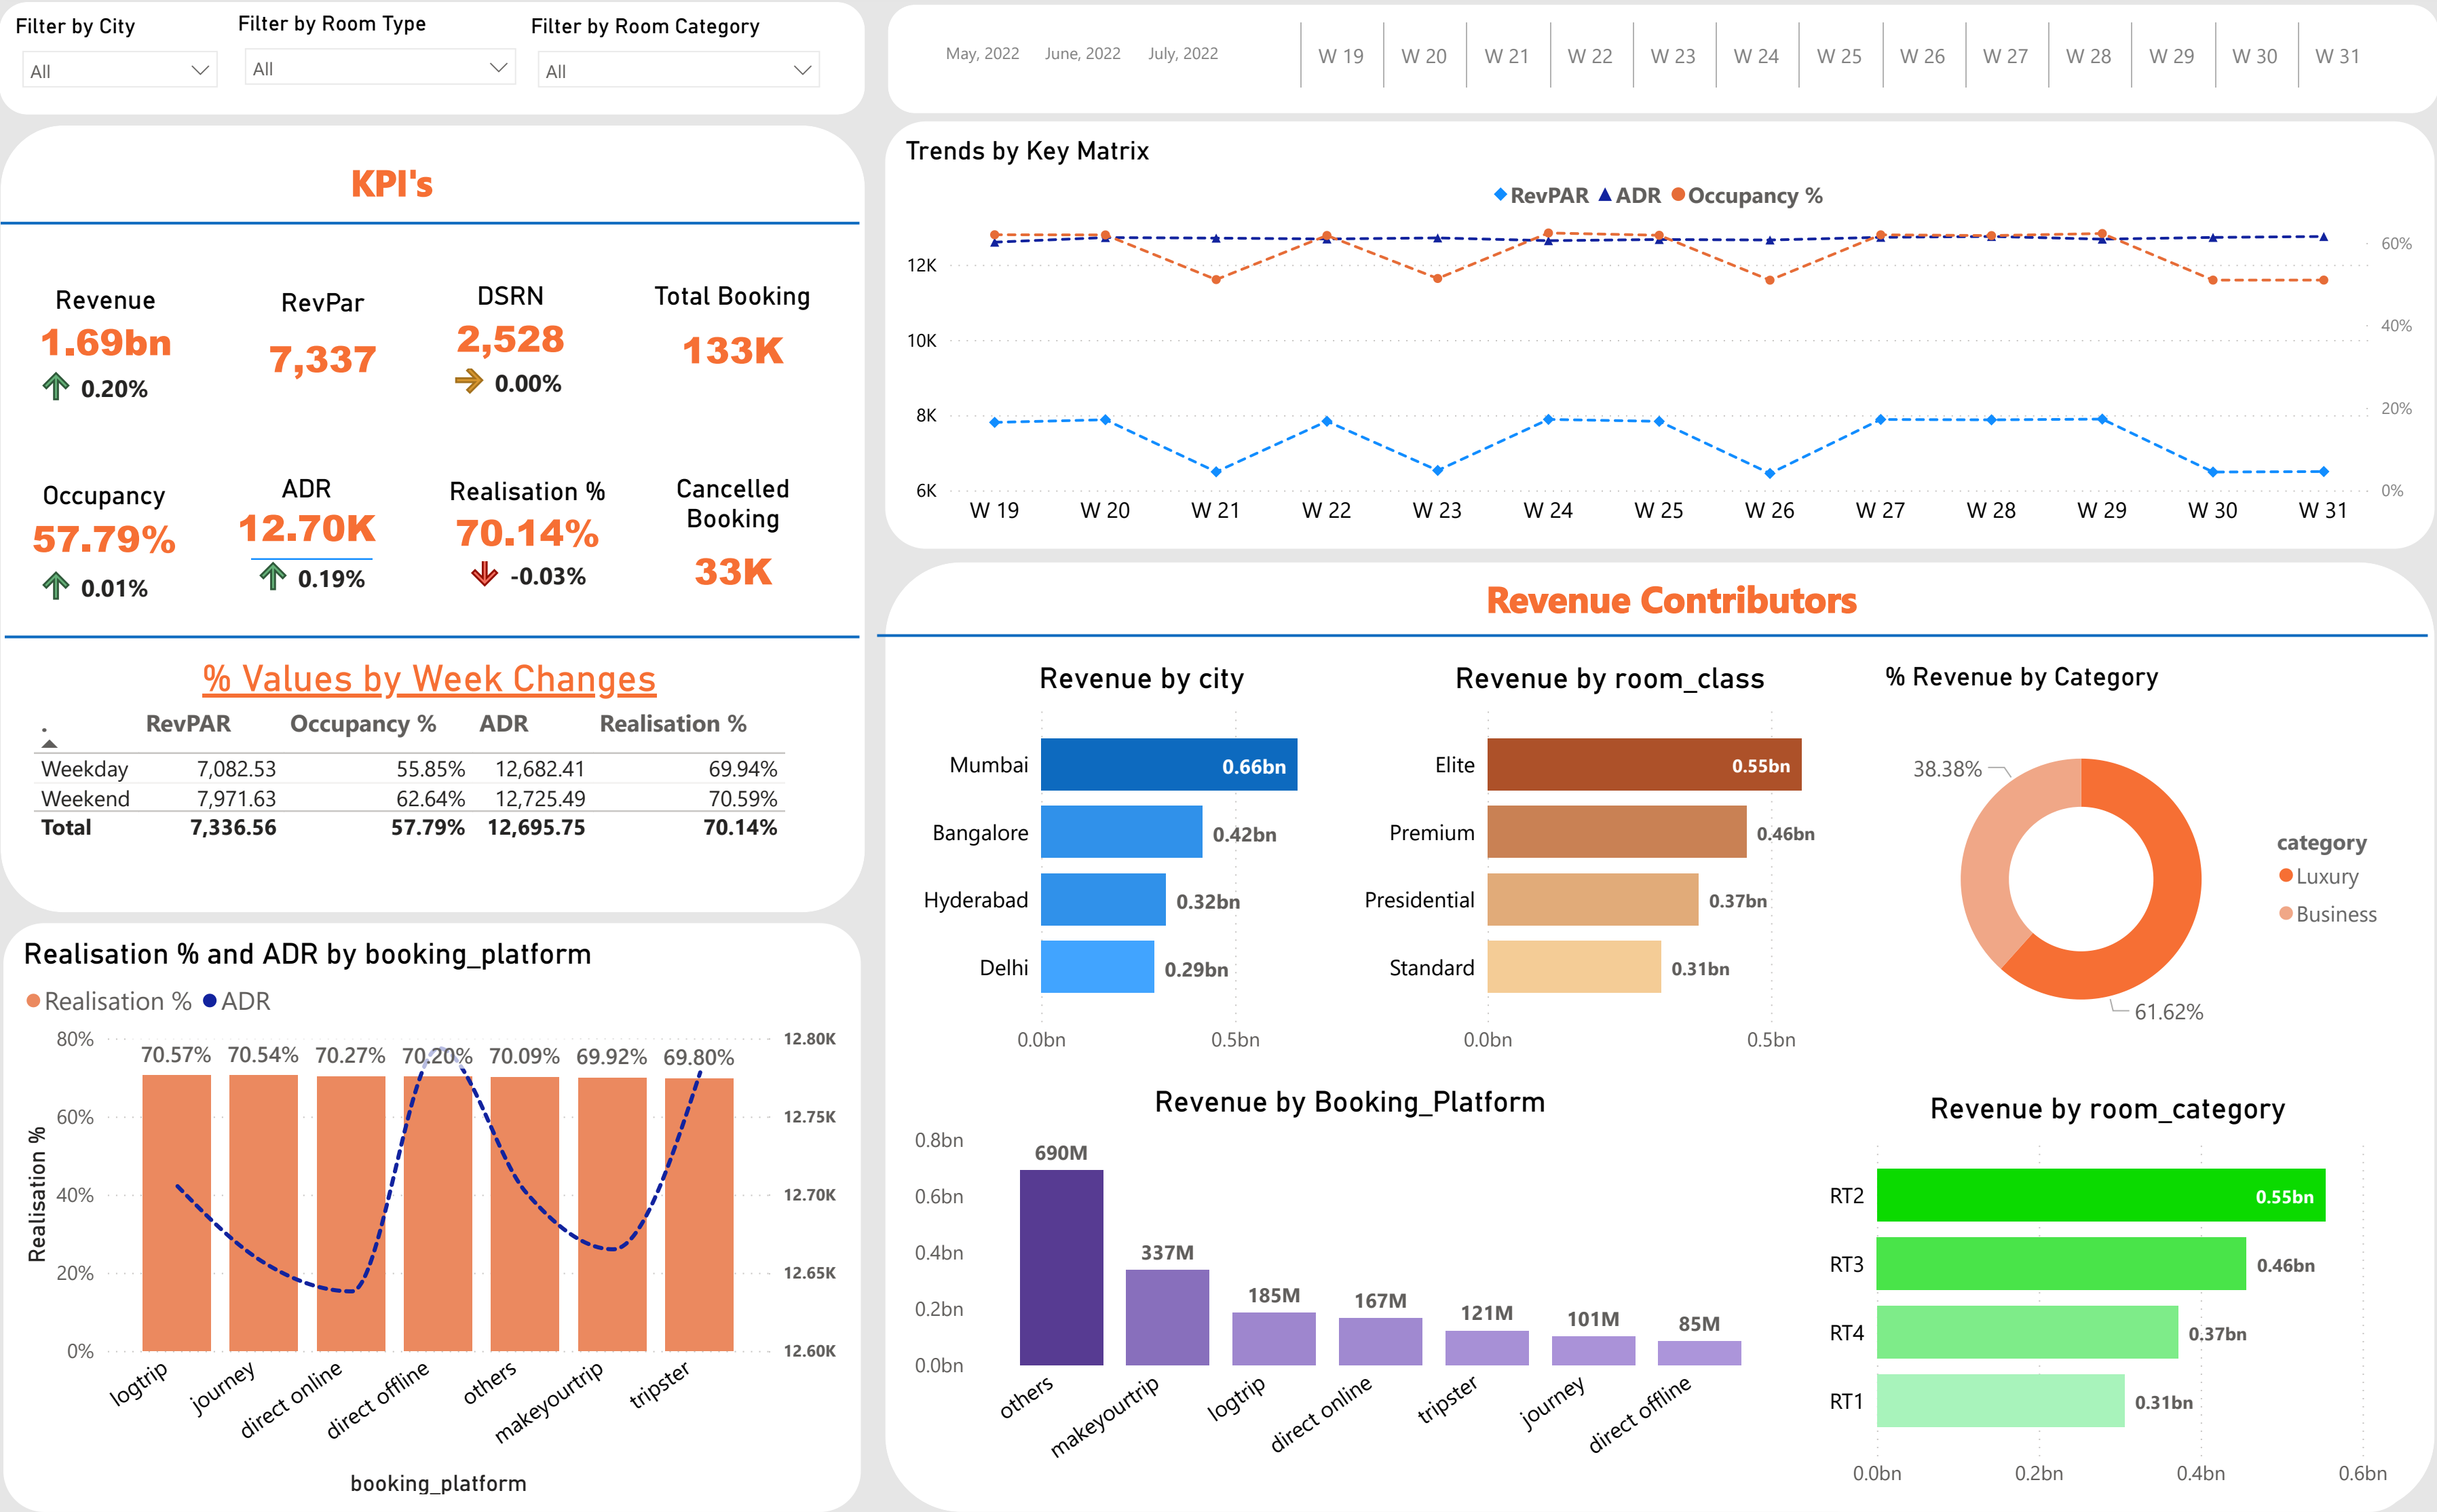 Filter by City
Filter by Room Type
Filter by Room Category
All
All
All
May, 2022 June, 2022 July, 2022
W 19 W 20 W 21 W 22 W 23 W 24 W 25 W 26 W 27 W 28 W 29 W 30 W 31
KPI's
Revenue
1.69bn
0.20%
RevPar
7,337
DSRN
2,528
0.00%
Total Booking
133K
Occupancy
57.79%
0.01%
ADR
12.70K
0.19%
Realisation %
70.14%
-0.03%
Cancelled
Booking
33K
% Values by Week Changes
. RevPAR Occupancy % ADR Realisation %
Weekday 7,082.53 55.85% 12,682.41 69.94%
Weekend 7,971.63 62.64% 12,725.49 70.59%
Total 7,336.56 57.79% 12,695.75 70.14%
Realisation % and ADR by booking_platform
Realisation % ADR
80%
60%
40%
20%
0%
Realisation %
70.57% 70.54% 70.27% 70.20% 70.09% 69.92% 69.80%
12.80K
12.75K
12.70K
12.65K
12.60K
logtrip journey direct online direct offline others makeyourtrip tripster
booking_platform
Trends by Key Matrix
RevPAR ADR Occupancy %
12K
10K
8K
6K
60%
40%
20%
0%
W 19 W 20 W 21 W 22 W 23 W 24 W 25 W 26 W 27 W 28 W 29 W 30 W 31
Revenue Contributors
Revenue by city
Mumbai 0.66bn
Bangalore 0.42bn
Hyderabad 0.32bn
Delhi 0.29bn
0.0bn 0.5bn
Revenue by room_class
Elite 0.55bn
Premium 0.46bn
Presidential 0.37bn
Standard 0.31bn
0.0bn 0.5bn
% Revenue by Category
38.38%
61.62%
category
Luxury
Business
Revenue by Booking_Platform
0.8bn
0.6bn
0.4bn
0.2bn
0.0bn
690M 337M 185M 167M 121M 101M 85M
others makeyourtrip logtrip direct online tripster journey direct offline
Revenue by room_category
RT2 0.55bn
RT3 0.46bn
RT4 0.37bn
RT1 0.31bn
0.0bn 0.2bn 0.4bn 0.6bn